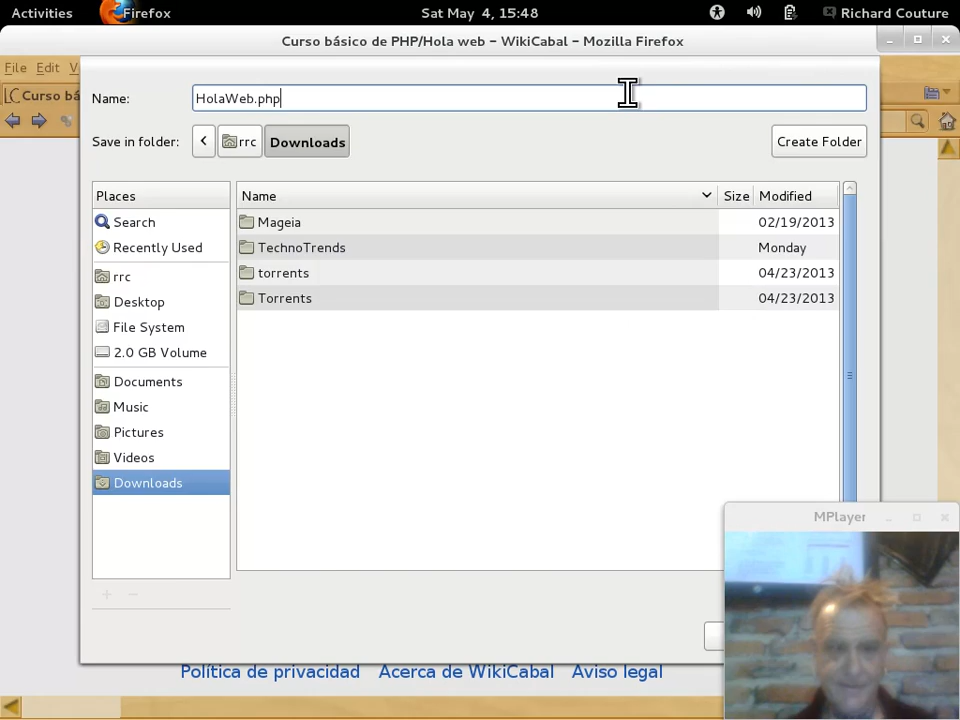 Activities Firefox Sat May 4, 15:48 Richard Couture
Curso básico de PHP/Hola web – WikiCabal – Mozilla Firefox
File Edit V
Curso bá
Name: HolaWeb.php
Save in folder: rrc Downloads Create Folder
Places Name Size Modified
Search Mageia 02/19/2013
Recently Used TechnoTrends Monday
rrc torrents 04/23/2013
Desktop Torrents 04/23/2013
File System
2.0 GB Volume
Documents
Music
Pictures
Videos
Downloads
MPlayer
Política de privacidad Acerca de WikiCabal Aviso legal